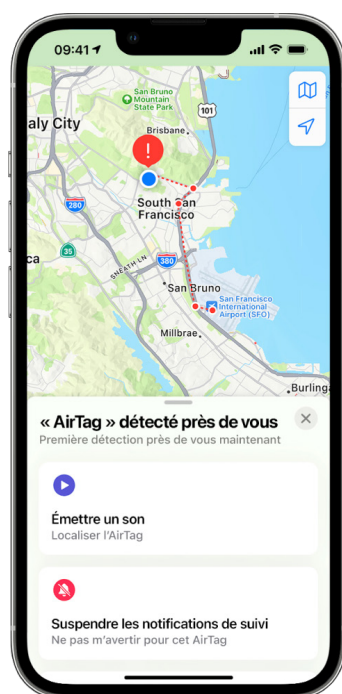 09:41
San Bruno
Mountain
State Park
101
aly City
Brisbane
280
South San
Francisco
35
ca
380
SNEATH LN
San Bruno
San Francisco
International
Airport (SFO)
Millbrae
Burling
« AirTag » détecté près de vous
Première détection près de vous maintenant
Émettre un son
Localiser l’AirTag
Suspendre les notifications de suivi
Ne pas m’avertir pour cet AirTag